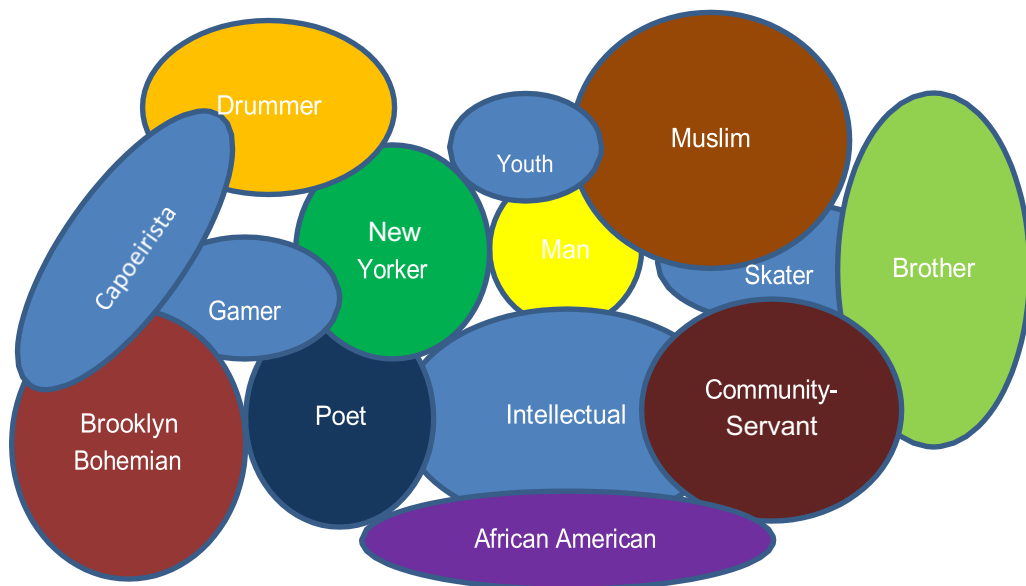 Drummer
Muslim
Youth
Capoeirista
New
Yorker
Man
Skater
Brother
Gamer
Brooklyn
Bohemian
Poet
Intellectual
Community-
Servant
African American